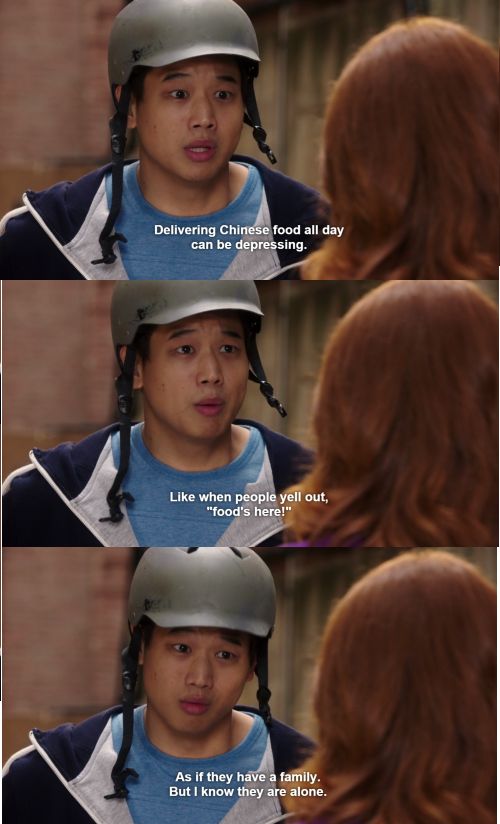 Delivering Chinese food all day
can be depressing.
Like when people yell out,
"food's here!"
As if they have a family.
But I know they are alone.